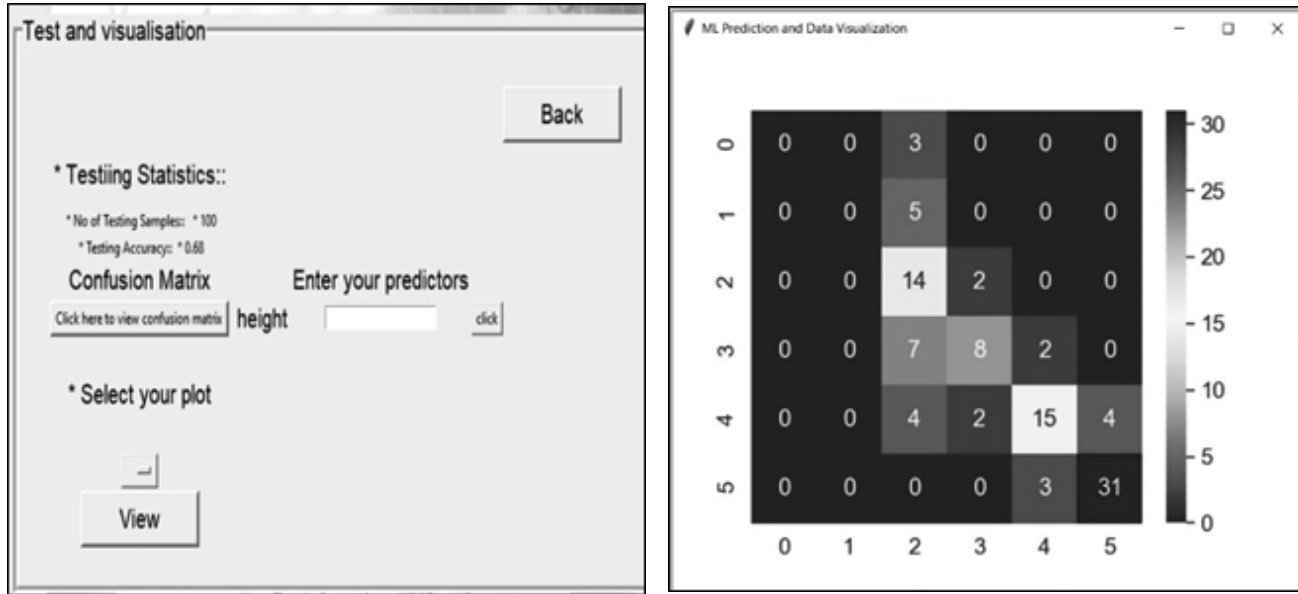 Test and visualisation
Back
* Testiing Statistics::
* No of Testing Samples:: * 100
* Testing Accuracy:: * 0.68
Confusion Matrix Enter your predictors
Click here to view confusion matrix height click
* Select your plot
View
ML Prediction and Data Visualization
0 0 0 3 0 0 0
1 0 0 5 0 0 0
2 0 0 14 2 0 0
3 0 0 7 8 2 0
4 0 0 4 2 15 4
5 0 0 0 0 3 31
0 1 2 3 4 5
30
25
20
15
10
5
0